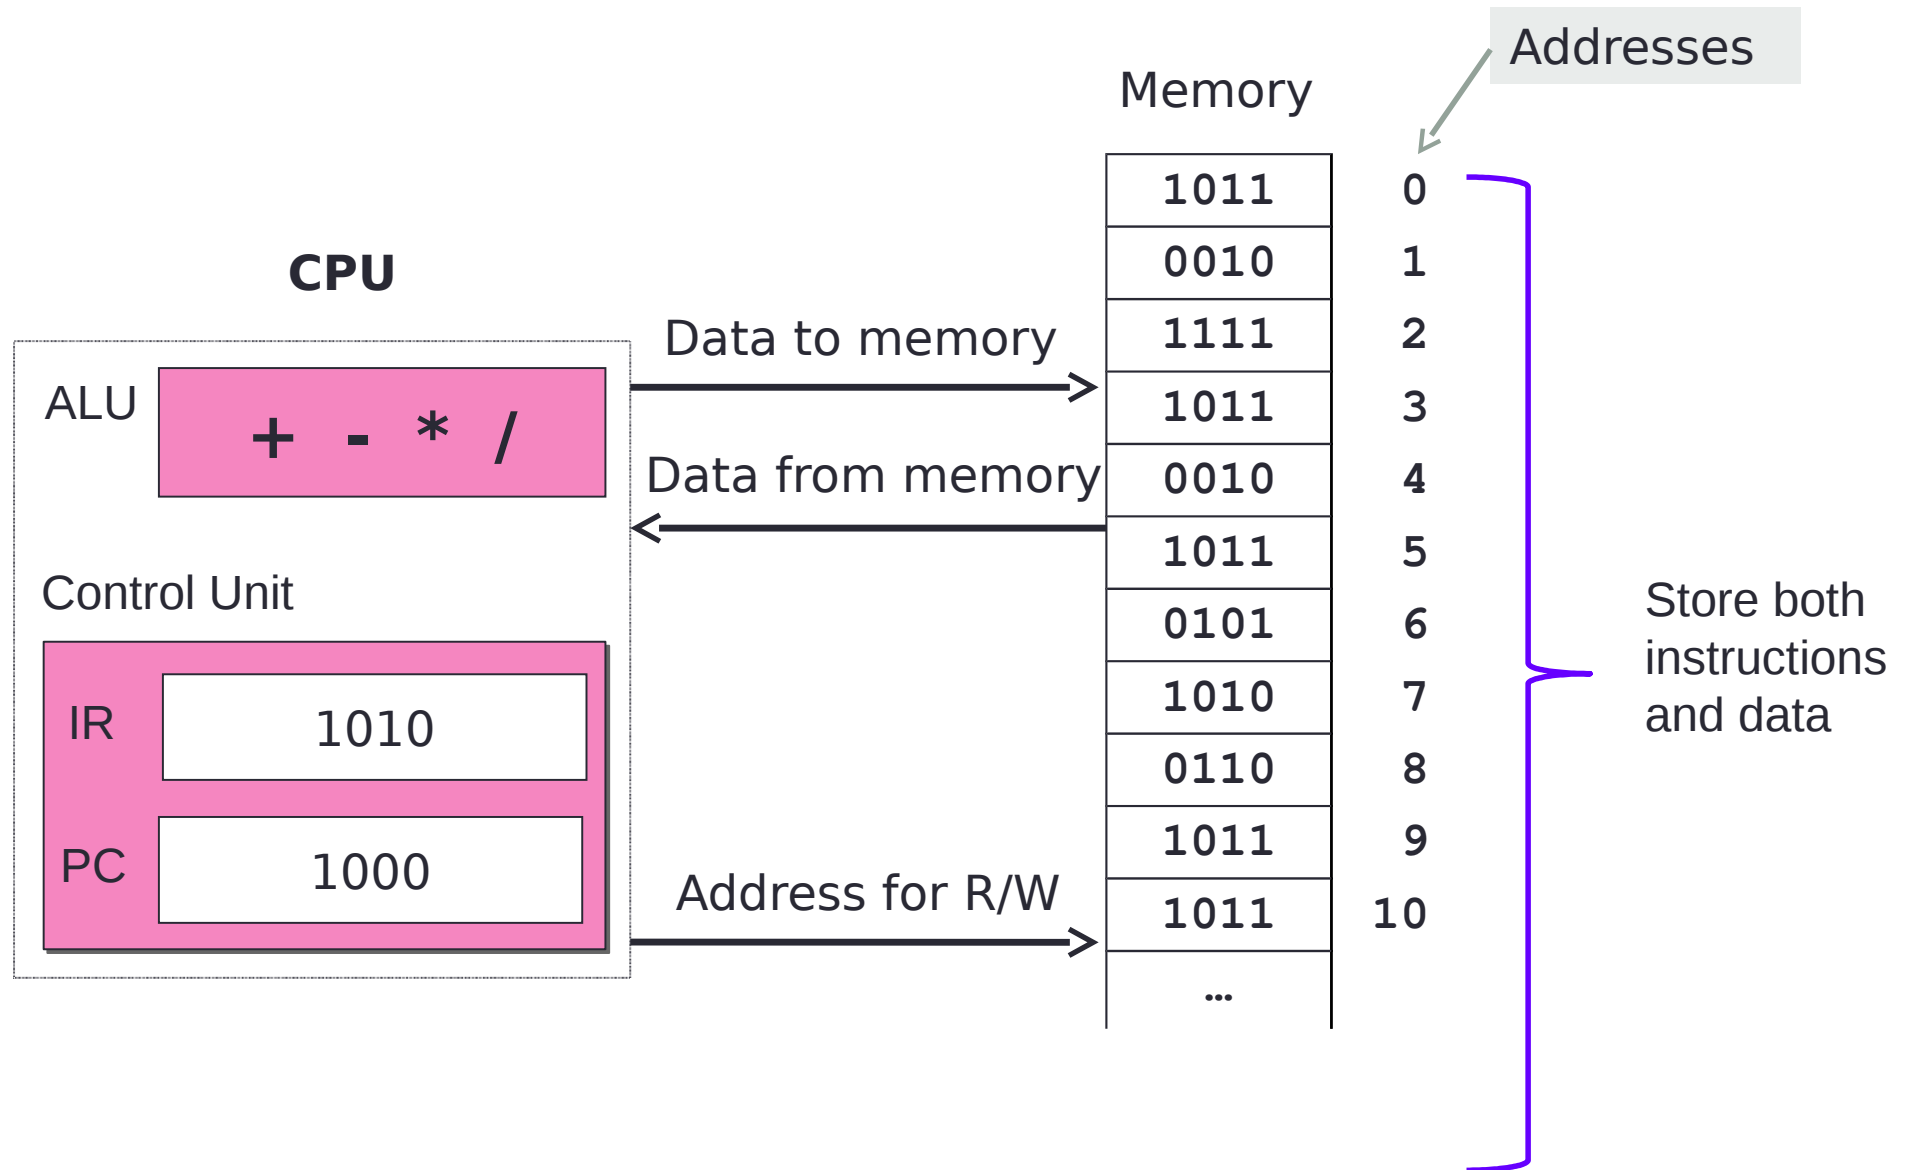 Addresses
Memory
CPU
ALU
+ - * /
Control Unit
IR 1010
PC 1000
Data to memory
Data from memory
Address for R/W
1011 0
0010 1
1111 2
1011 3
0010 4
1011 5
0101 6
1010 7
0110 8
1011 9
1011 10
…
Store both
instructions
and data